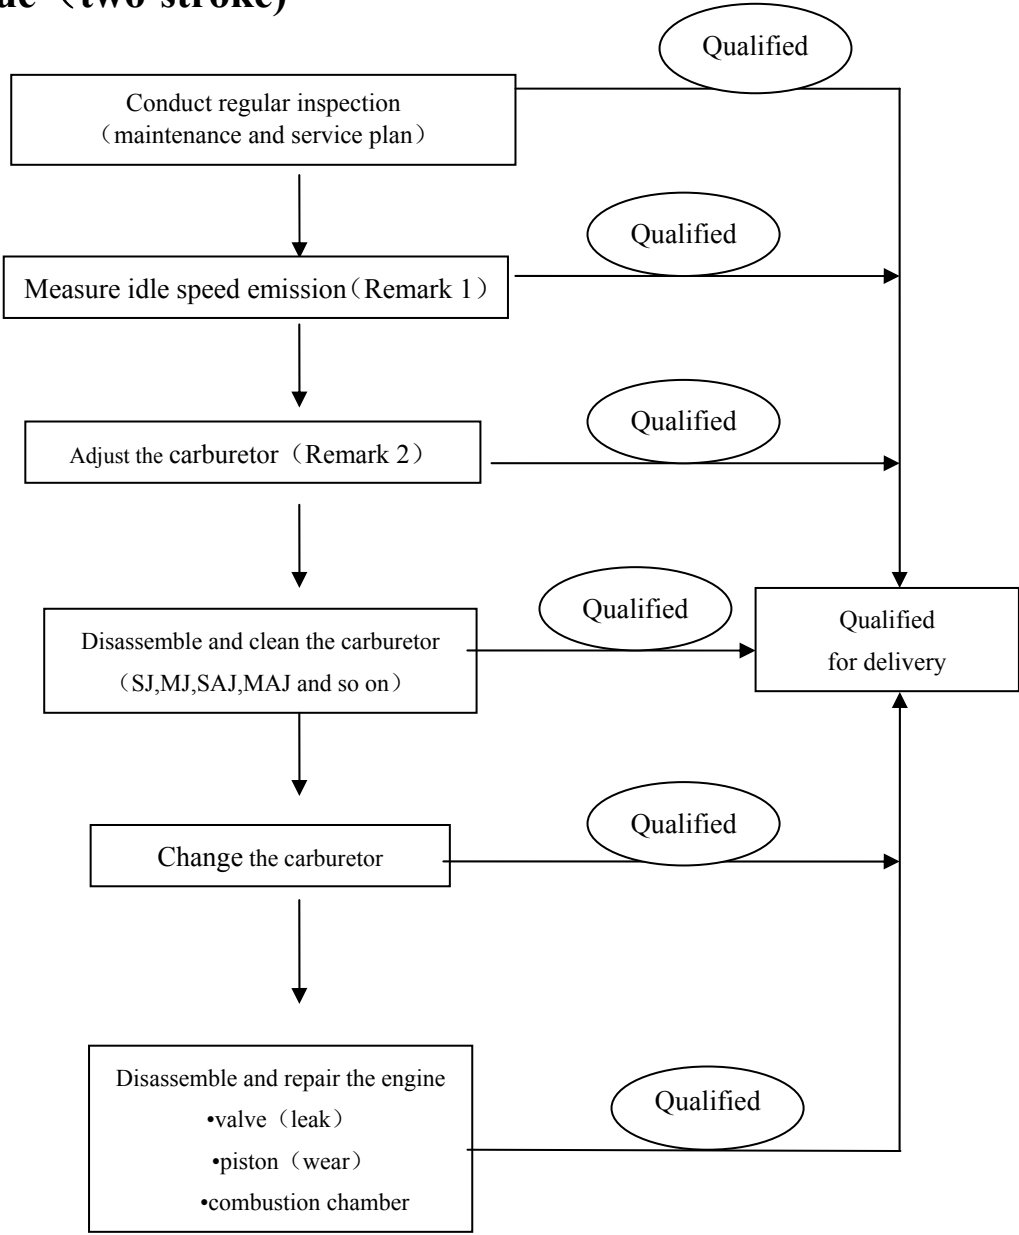 (two-stroke)
Qualified
Conduct regular inspection
（maintenance and service plan）
Qualified
Measure idle speed emission（Remark 1）
Qualified
Adjust the carburetor（Remark 2）
Qualified
Disassemble and clean the carburetor
（SJ,MJ,SAJ,MAJ and so on）
Qualified
for delivery
Qualified
Change the carburetor
Disassemble and repair the engine
•valve（leak）
•piston（wear）
•combustion chamber
Qualified